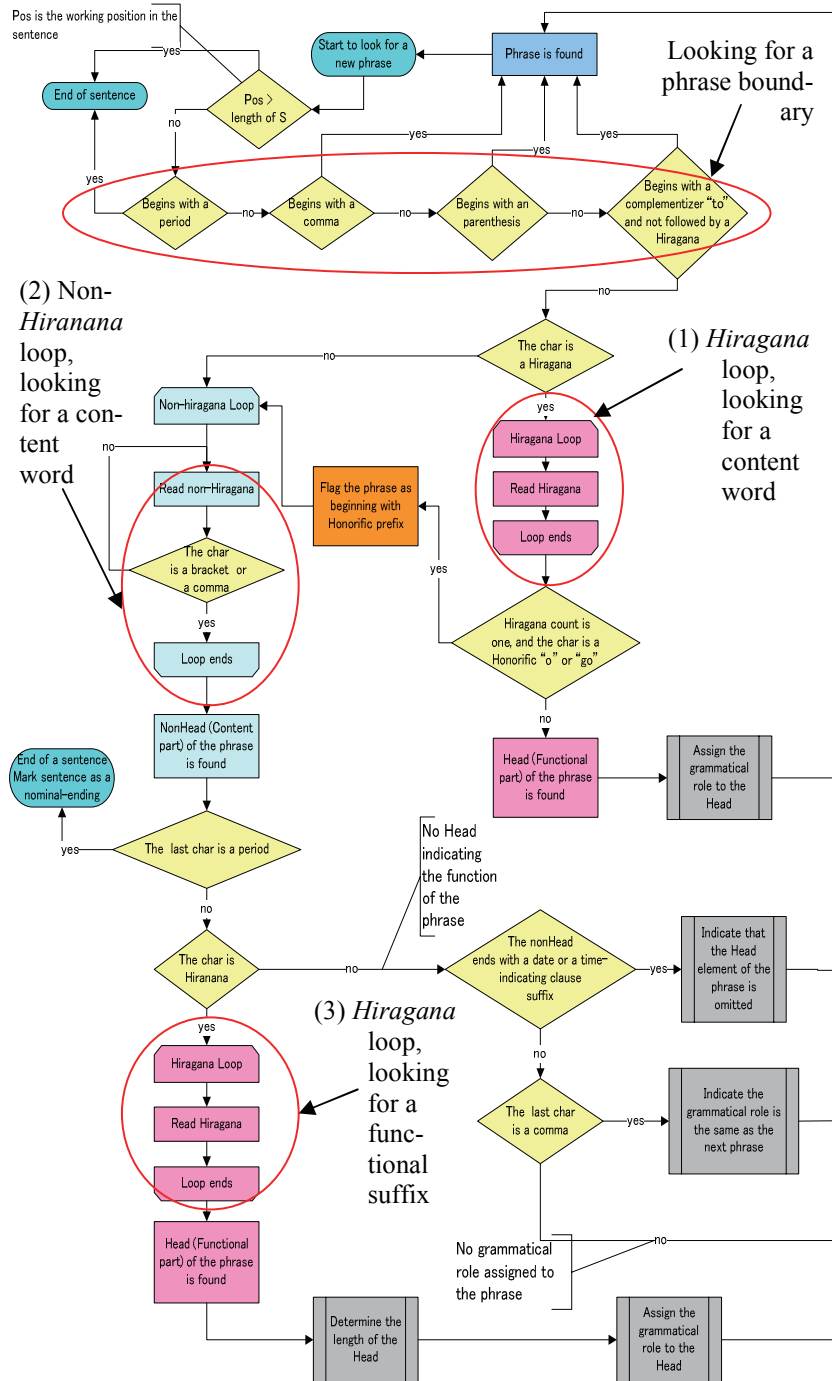 Pos is the working position in the
sentence
yes
End of sentence
Pos >
length of S
Start to look for a
new phrase
Phrase is found
Looking for a
phrase bound-
ary
no
yes
yes
yes
yes
Begins with a
period
no
Begins with a
comma
no
Begins with an
parenthesis
no
Begins with a
complementizer "to"
and not followed by a
Hiragana
no
(2) Non-
Hiranana
loop,
looking
for a con-
tent
word
The char is
a Hiragana
no
yes
(1) Hiragana
loop,
looking
for a
content
word
Non-hiragana Loop
no
Read non-Hiragana
The char
is a bracket or
a comma
yes
Loop ends
Flag the phrase as
beginning with
Honorific prefix
yes
Hiragana Loop
Read Hiragana
Loop ends
Hiragana count is
one, and the char is a
Honorific "o" or "go"
no
NonHead (Content
part) of the phrase
is found
Head (Functional
part) of the phrase
is found
Assign the
grammatical
role to the
Head
End of a sentence
Mark sentence as a
nominal-ending
yes
The last char is a period
no
No Head
indicating
the function
of the
phrase
The char is
Hiranana
no
The nonHead
ends with a date or a time-
indicating clause
suffix
yes
Indicate that
the Head
element of the
phrase is
omitted
yes
(3) Hiragana
loop,
looking
for a
func-
tional
suffix
Hiragana Loop
Read Hiragana
Loop ends
no
The last char
is a comma
yes
Indicate the
grammatical role is
the same as the
next phrase
no
No grammatical
role assigned to
the phrase
Head (Functional
part) of the phrase
is found
Determine the
length of the
Head
Assign the
grammatical
role to the
Head